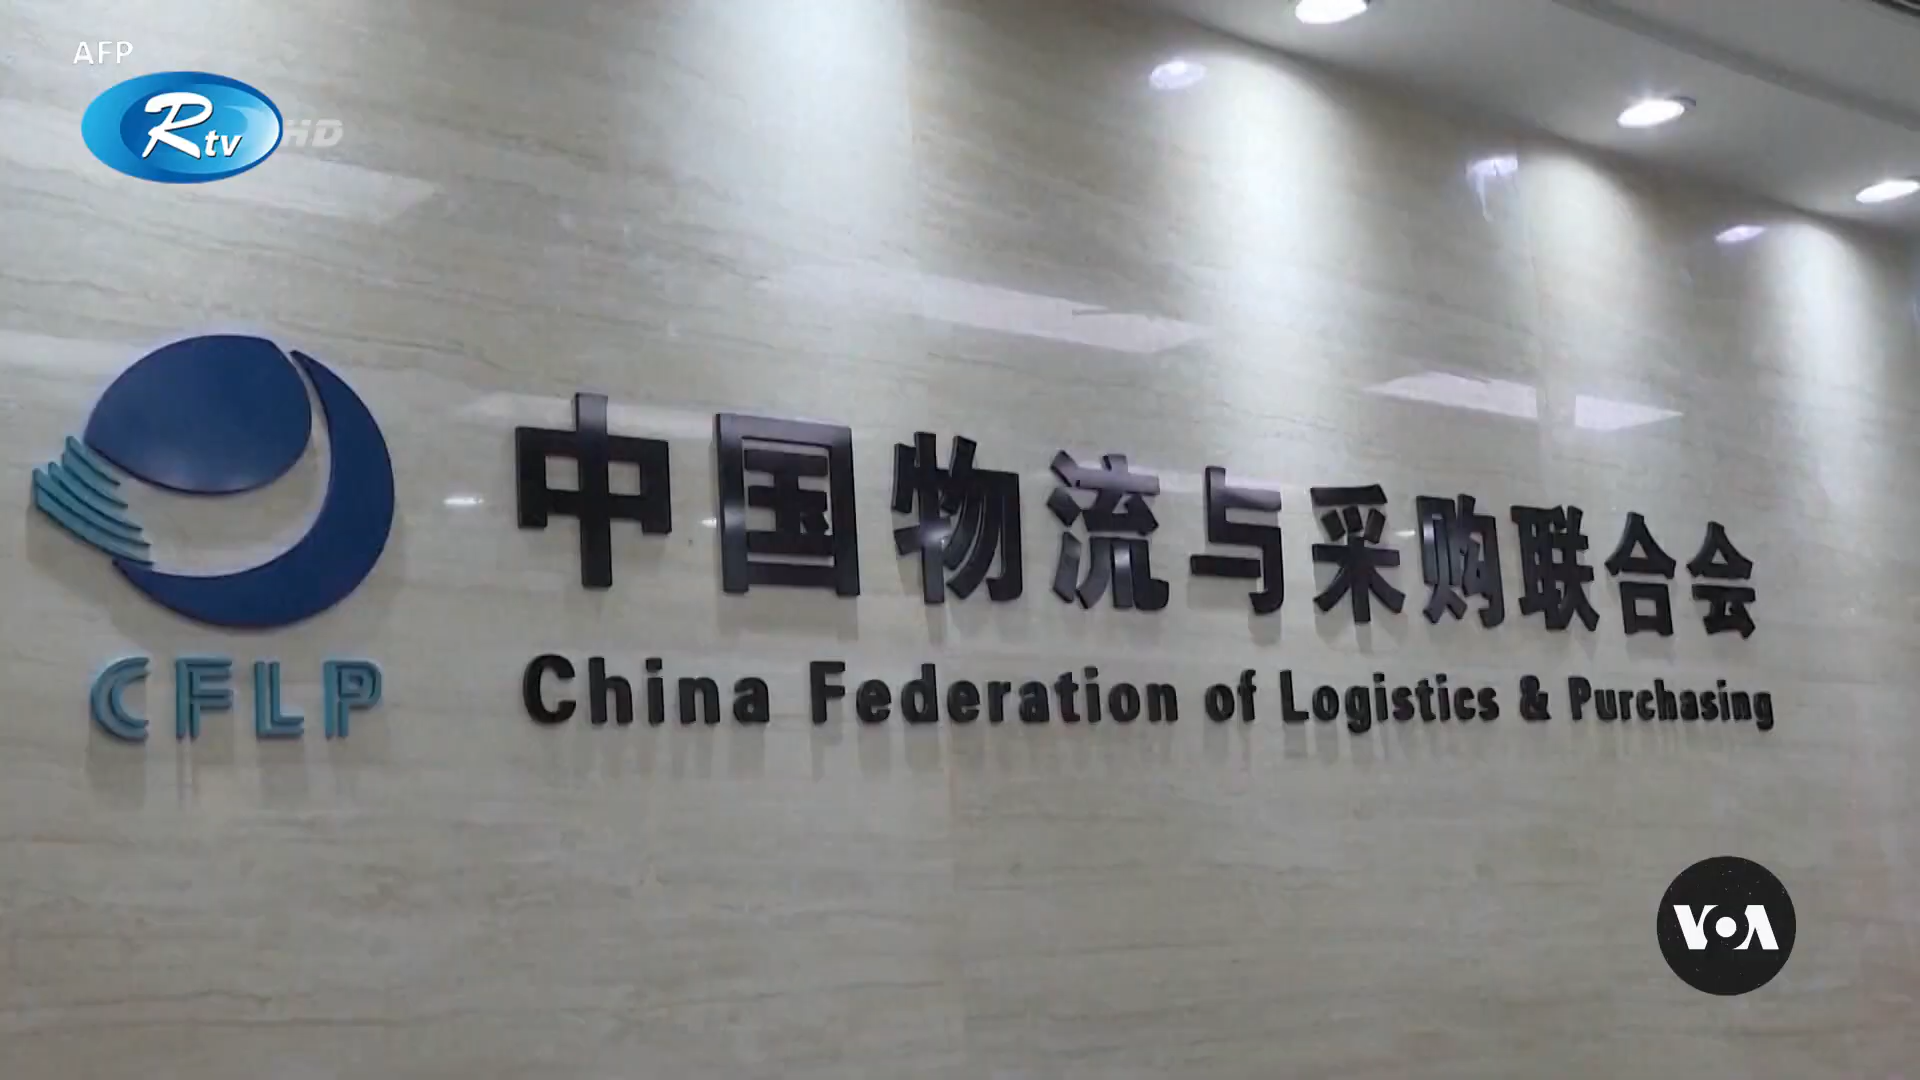 AFP
Rtv HD
中国物流与采购联合会
CFLP
China Federation of Logistics & Purchasing
VOA